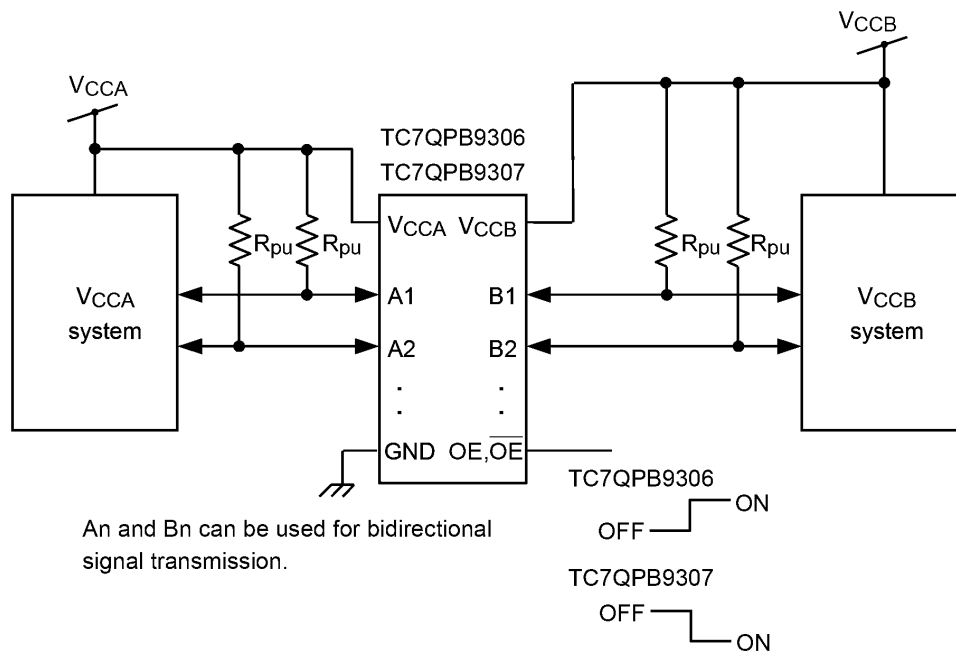 VCCB
VCCA
TC7QPB9306
TC7QPB9307
VCCA VCCB
Rpu Rpu Rpu Rpu
VCCA
system
A1 B1
VCCB
system
A2 B2
GND OE,O̅E̅
TC7QPB9306
OFF ON
An and Bn can be used for bidirectional
signal transmission.
TC7QPB9307
OFF ON